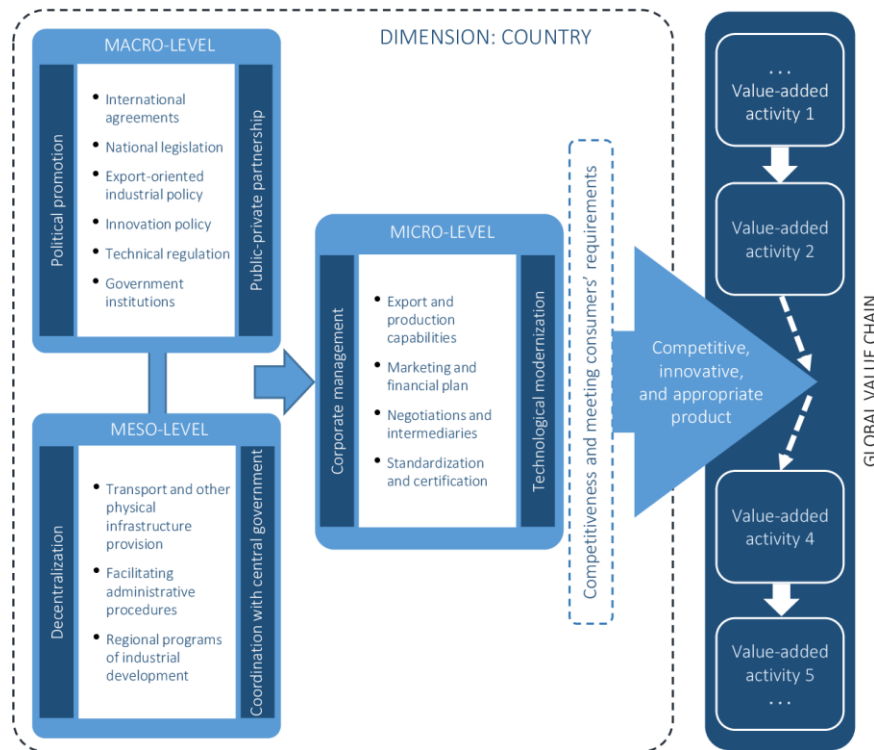 DIMENSION: COUNTRY
MACRO-LEVEL
Political promotion
• International
agreements
• National legislation
• Export-oriented
industrial policy
• Innovation policy
• Technical regulation
• Government
institutions
Public-private partnership
MESO-LEVEL
Decentralization
• Transport and other
physical
infrastructure
provision
• Facilitating
administrative
procedures
• Regional programs
of industrial
development
Coordination with central government
MICRO-LEVEL
Corporate management
• Export and
production
capabilities
• Marketing and
financial plan
• Negotiations and
intermediaries
• Standardization
and certification
Technological modernization
Competitiveness and meeting consumers’ requirements
Competitive,
innovative,
and appropriate
product
...
Value-added
activity 1
Value-added
activity 2
Value-added
activity 4
Value-added
activity 5
...
GLOBAL VALUE CHAIN